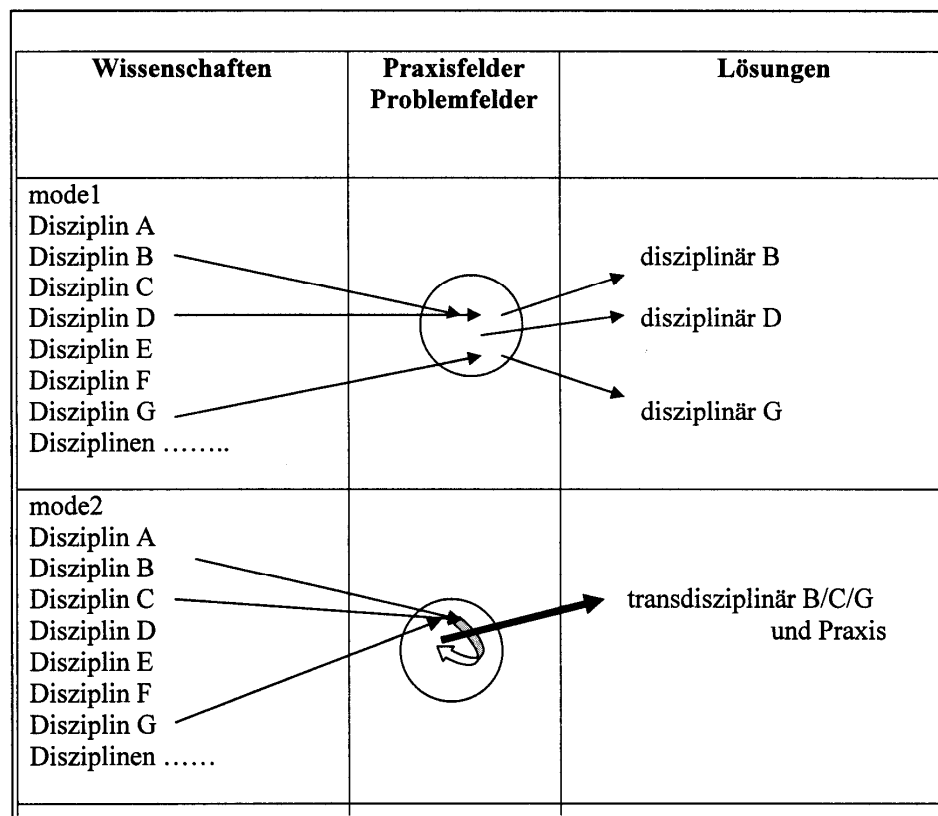 Wissenschaften
Praxisfelder
Problemfelder
Lösungen
mode1
Disziplin A
Disziplin B
Disziplin C
Disziplin D
Disziplin E
Disziplin F
Disziplin G
Disziplinen ……..
disziplinär B
disziplinär D
disziplinär G
mode2
Disziplin A
Disziplin B
Disziplin C
Disziplin D
Disziplin E
Disziplin F
Disziplin G
Disziplinen ……
transdisziplinär B/C/G
und Praxis